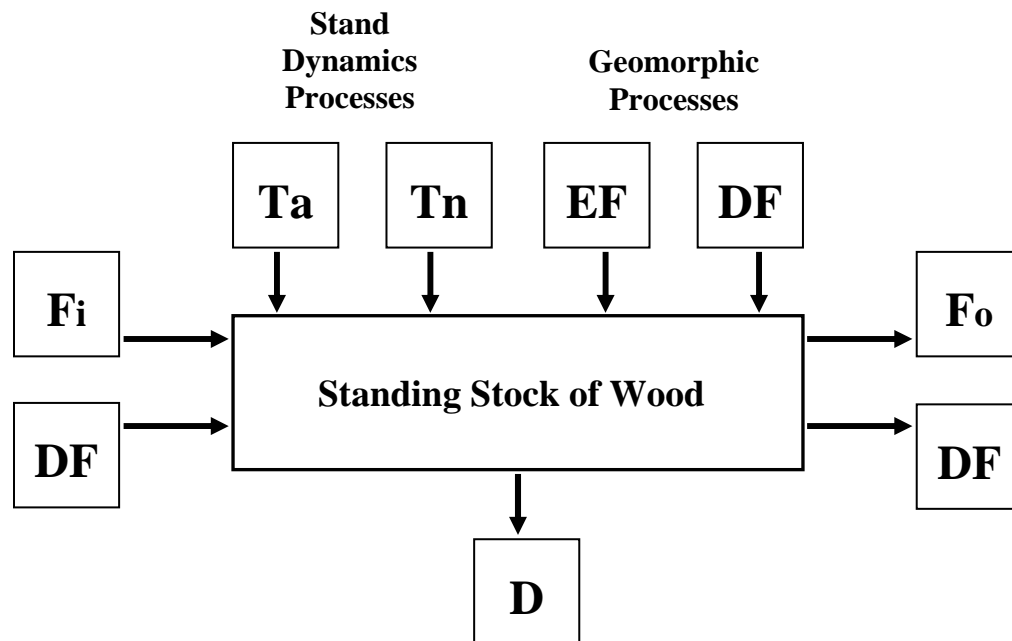 Stand
Dynamics
Processes
Geomorphic
Processes
Ta
Tn
EF
DF
Fi
Fo
Standing Stock of Wood
DF
DF
D